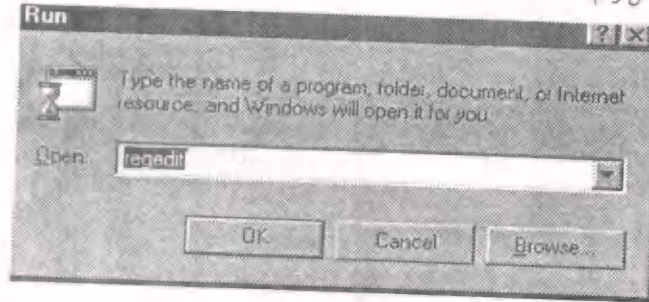 Run
? ×
Type the name of a program, folder, document, or Internet
resource, and Windows will open it for you.
Open: regedit
OK Cancel Browse...